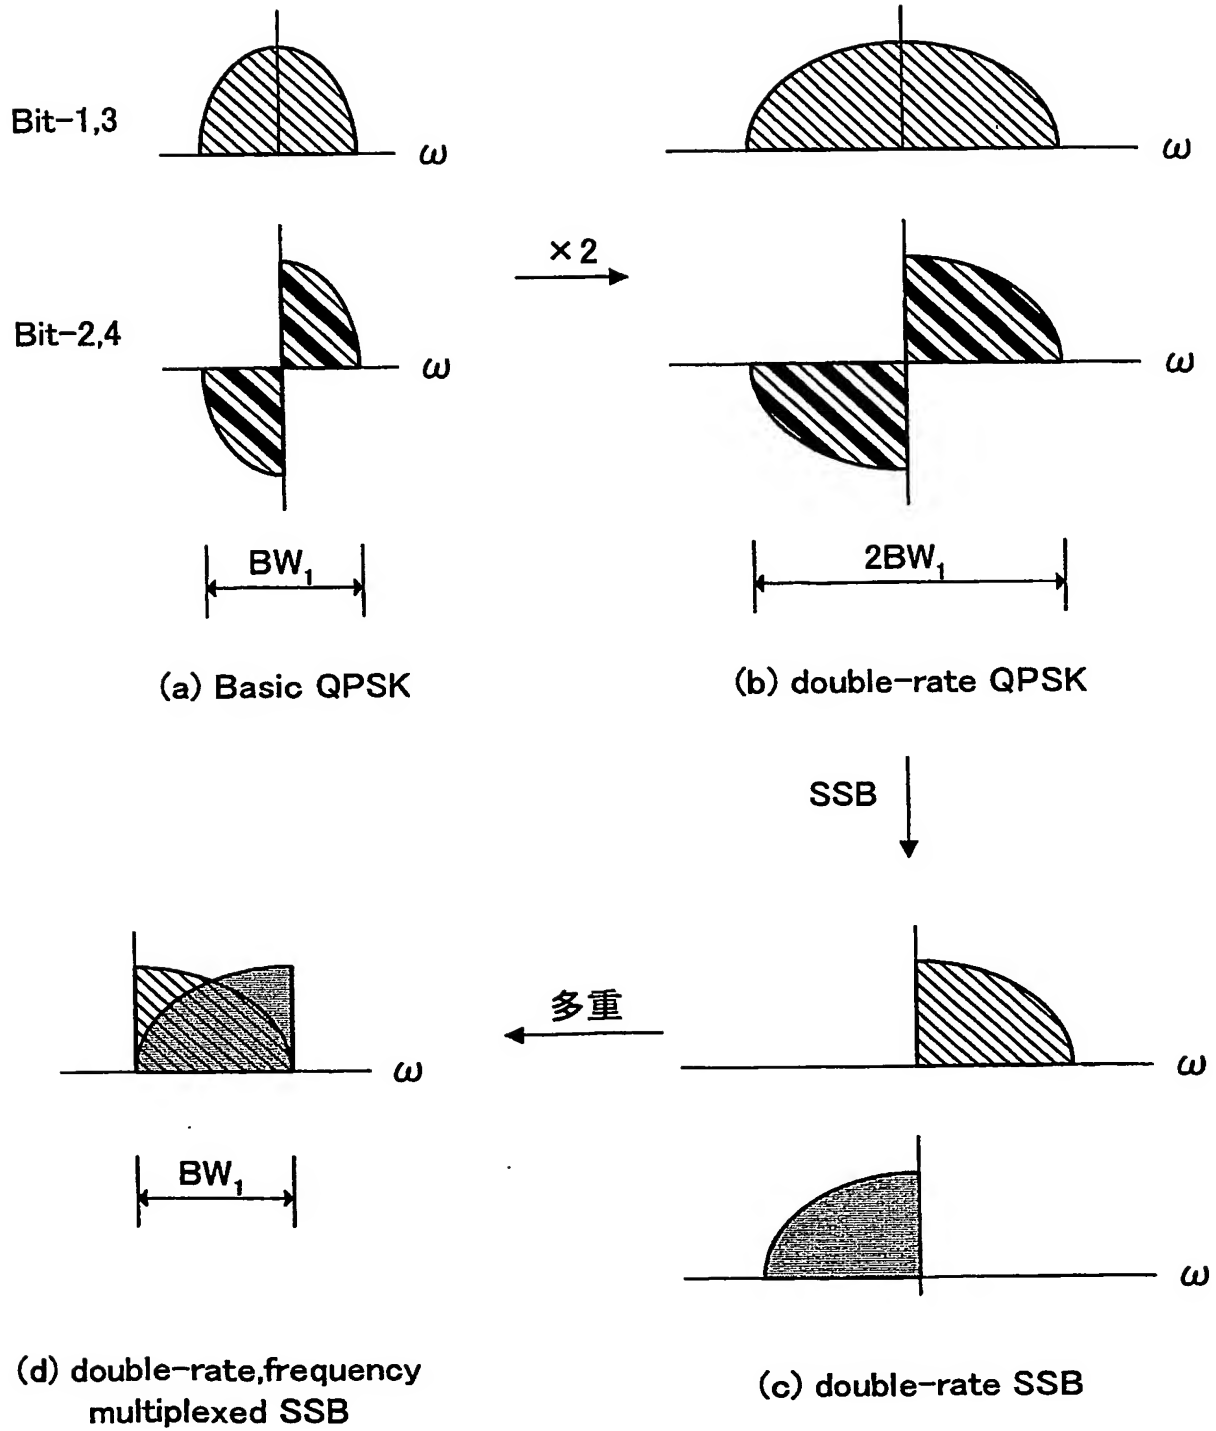 Bit-1,3
ω
ω
×2
Bit-2,4
ω
ω
BW₁
2BW₁
(a) Basic QPSK
(b) double-rate QPSK
SSB
多重
ω
ω
BW₁
ω
(d) double-rate,frequency
multiplexed SSB
(c) double-rate SSB